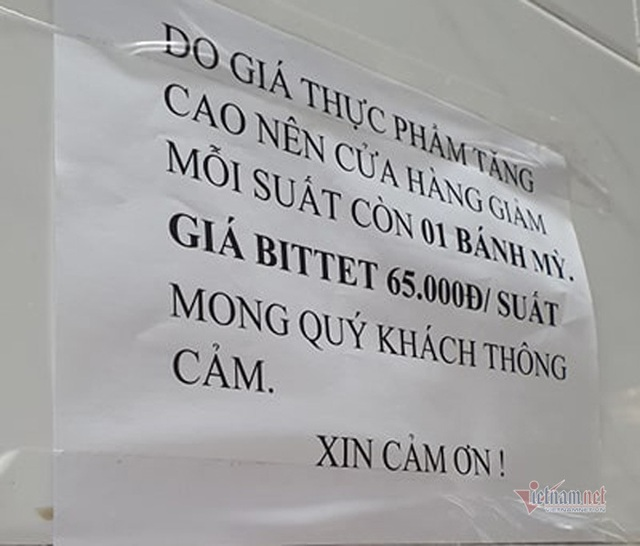 DO GIÁ THỰC PHẨM TĂNG
CAO NÊN CỬA HÀNG GIẢM
MỖI SUẤT CÒN 01 BÁNH MỲ.
GIÁ BITTET 65.000Đ/ SUẤT
MONG QUÝ KHÁCH THÔNG
CẢM.
XIN CẢM ƠN !
vietnamnet